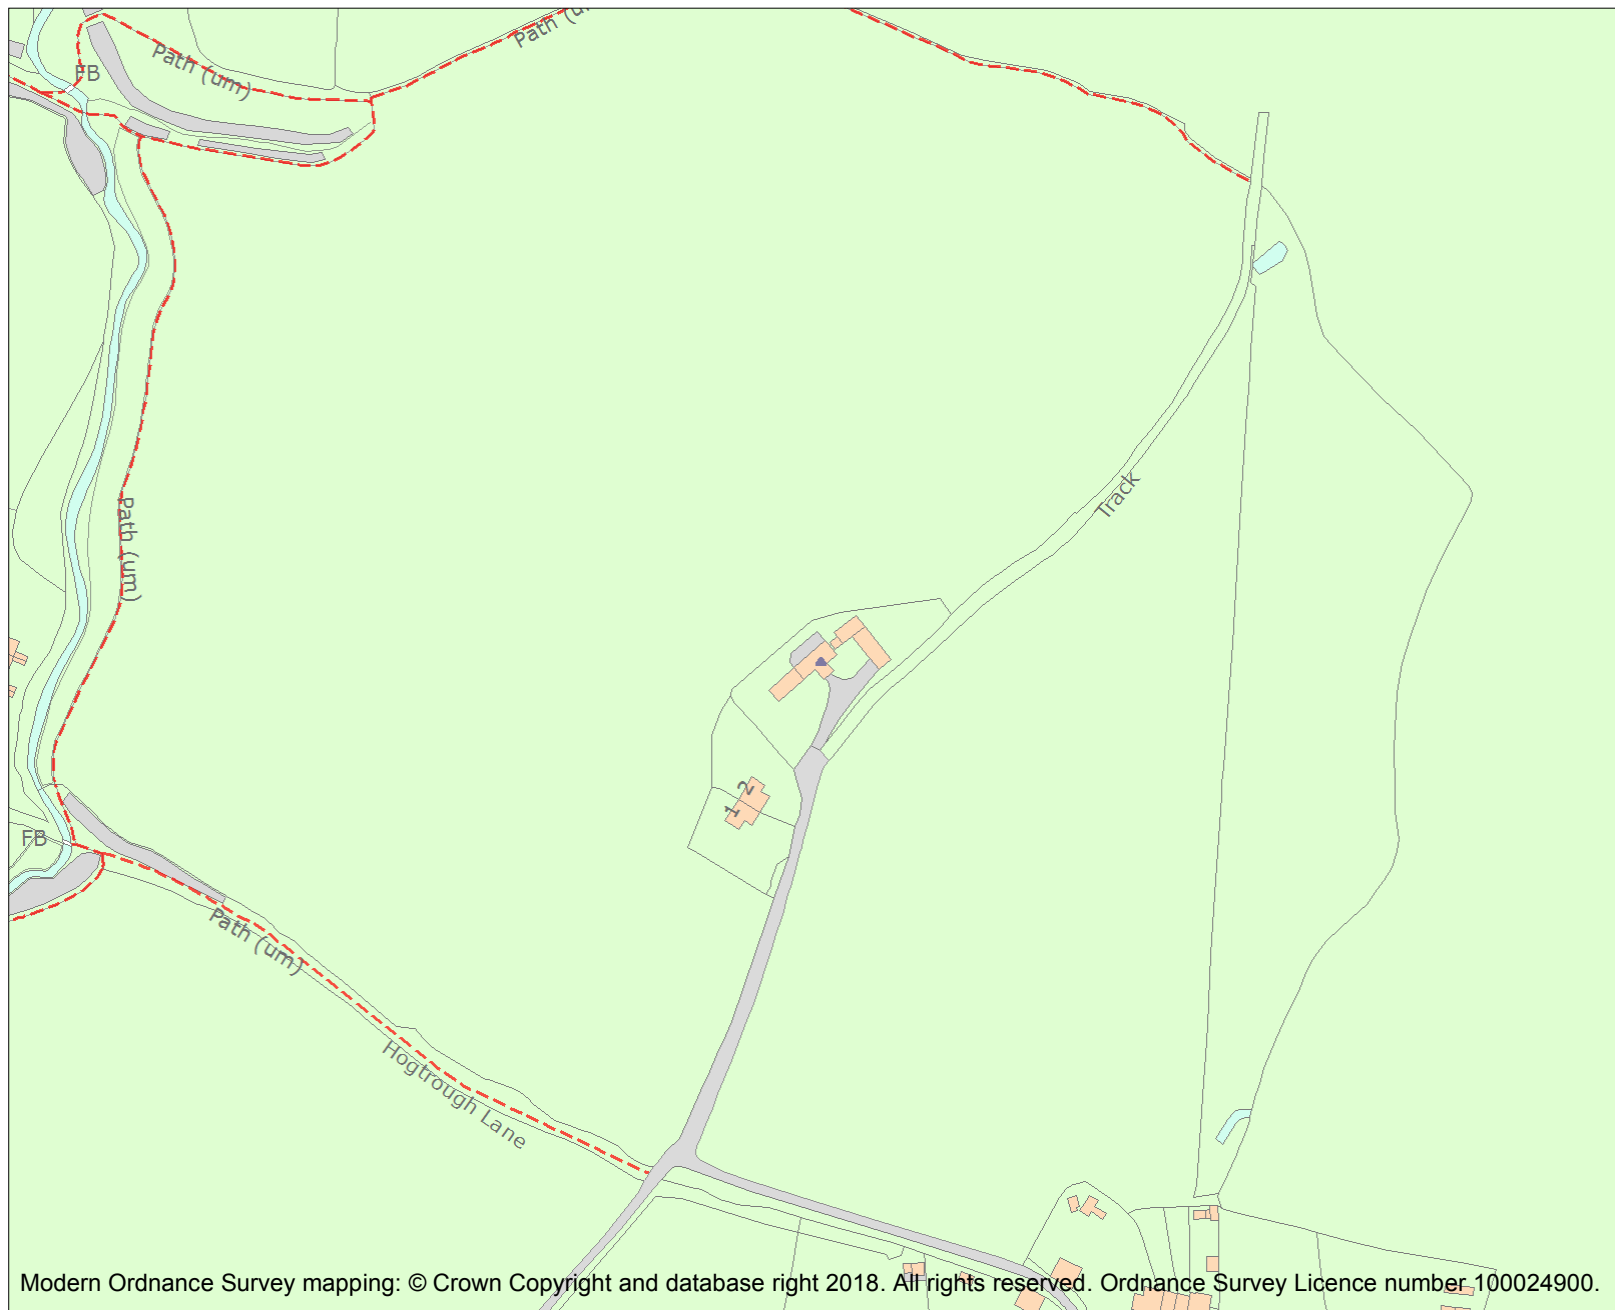 Path (um)
Path (u
FB
Track
Path (um)
2
1
FB
Path (um)
Hogtrough Lane
Modern Ordnance Survey mapping: © Crown Copyright and database right 2018. All rights reserved. Ordnance Survey Licence number 100024900.